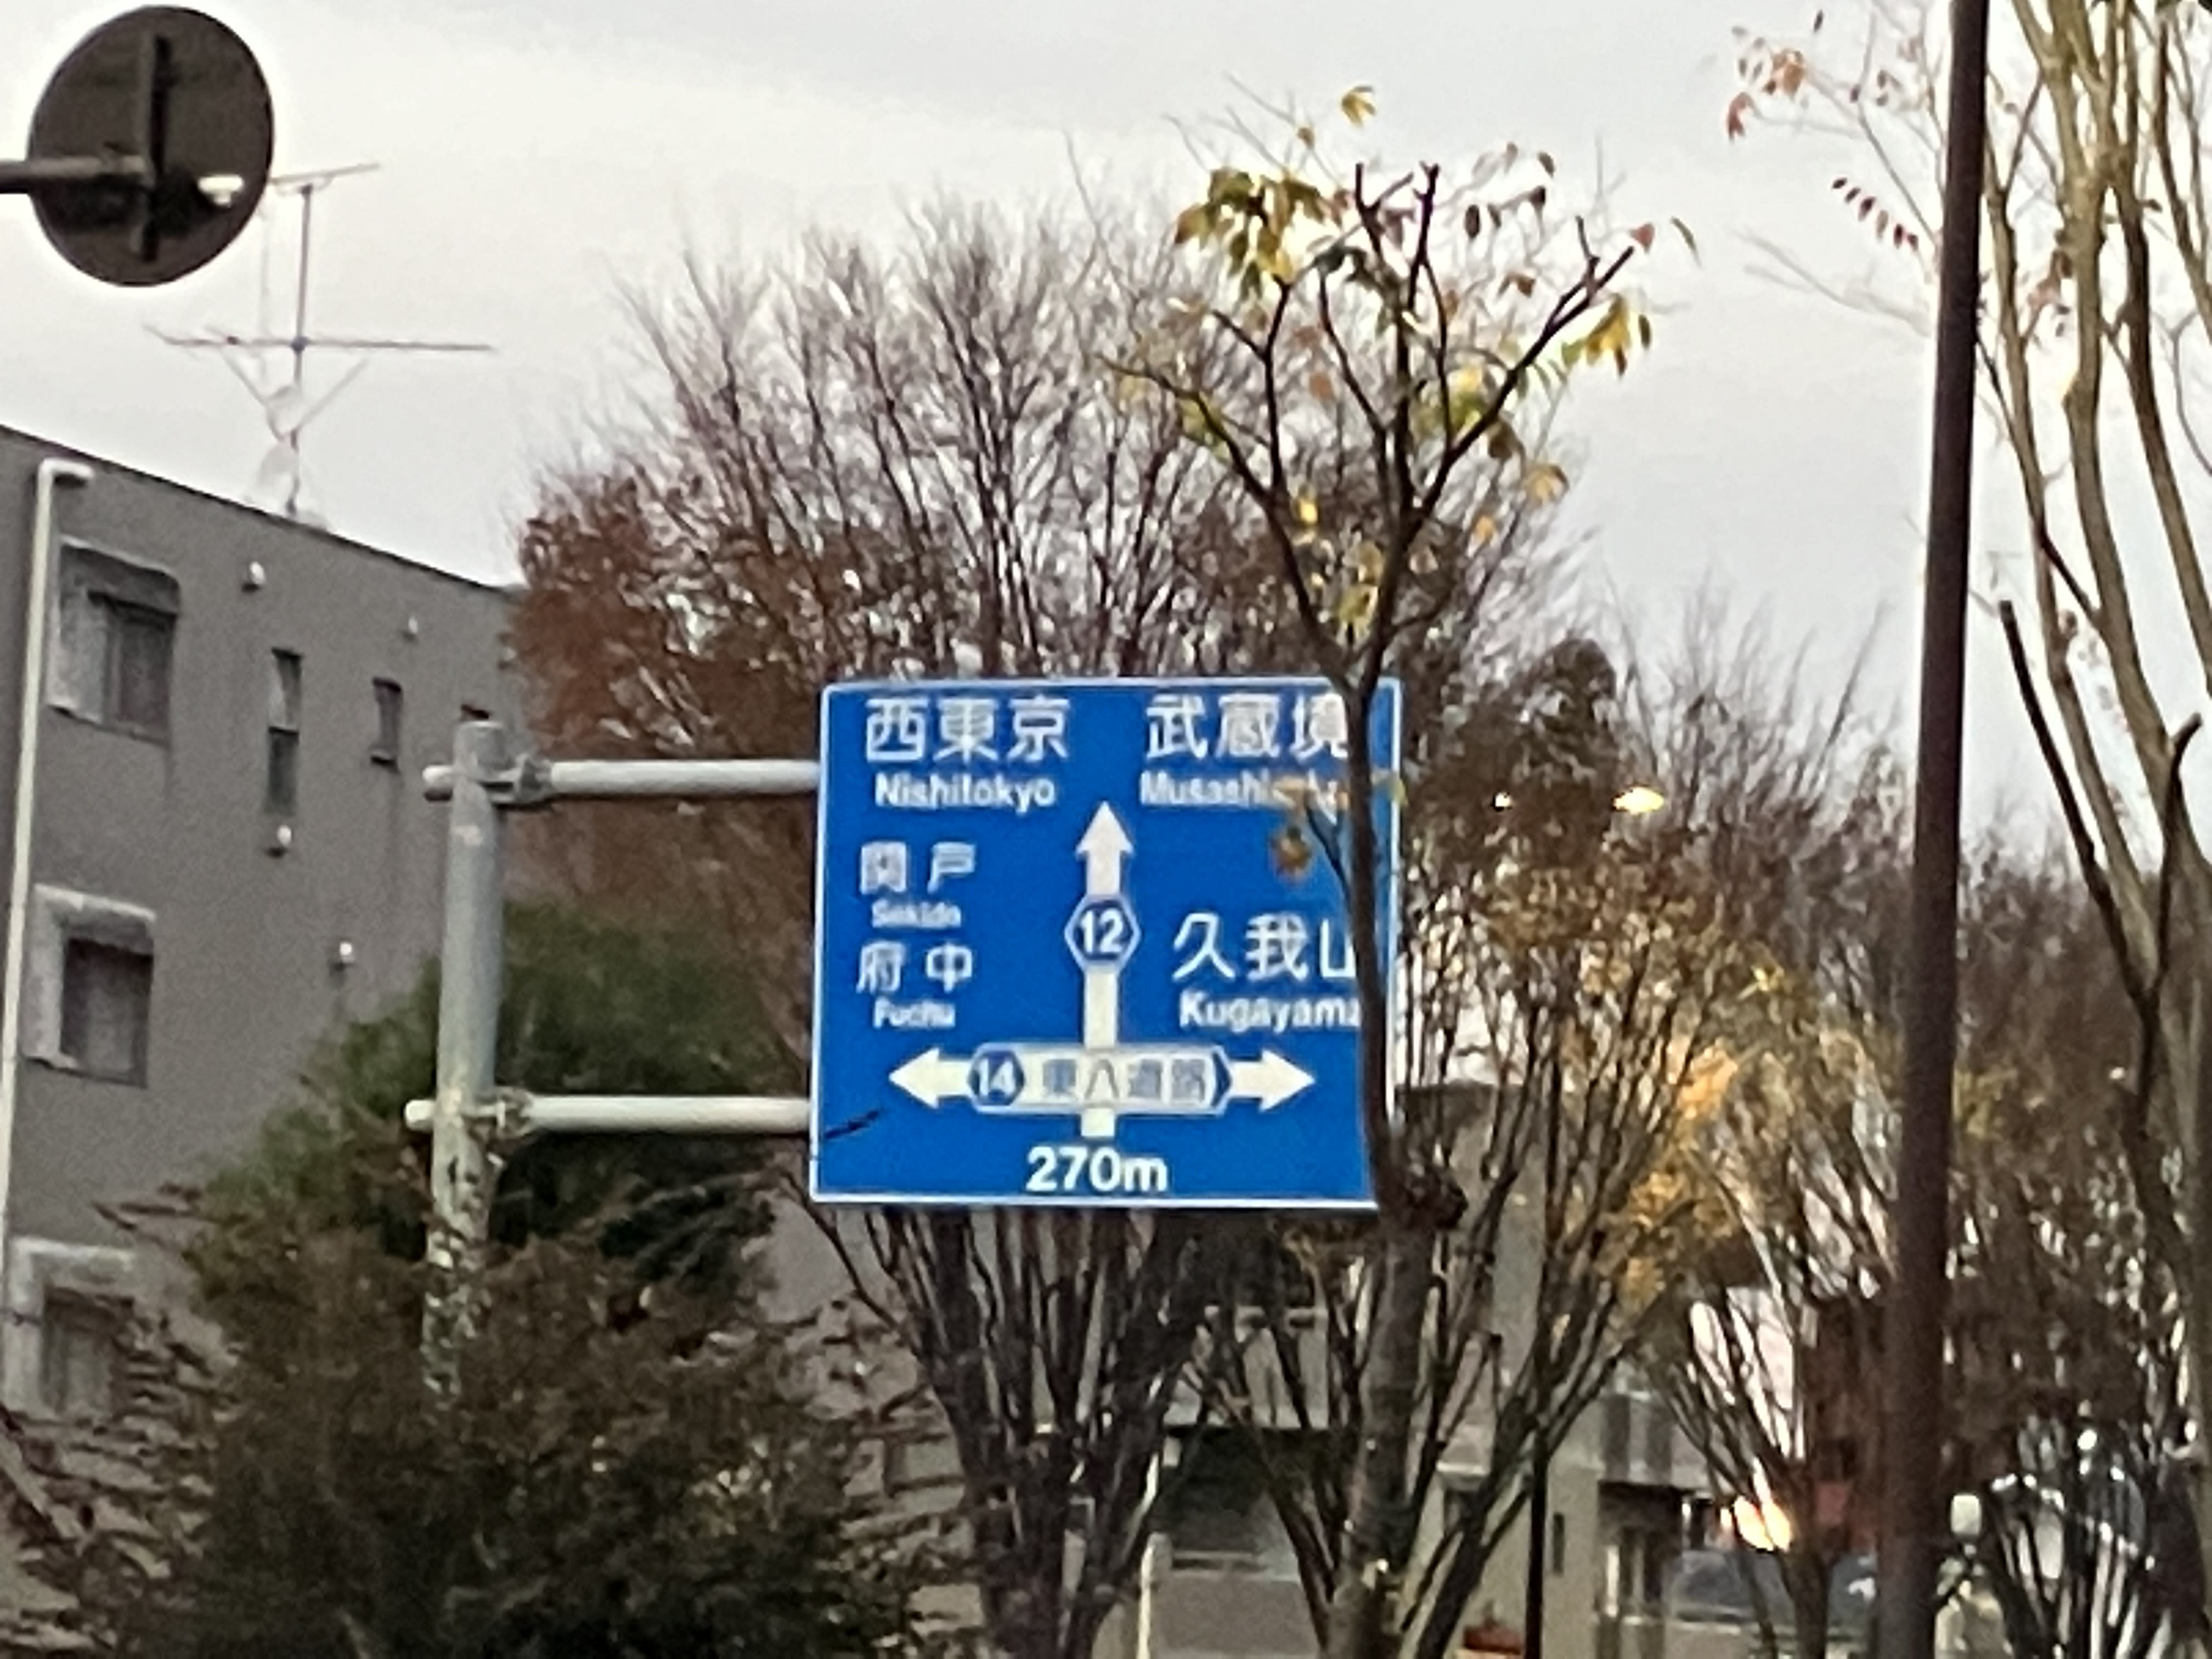 西東京 武蔵境
Nishitokyo
関戸
Sekido
12
久我山
府中
Kugayama
Fuchu
14 東八道路
270m